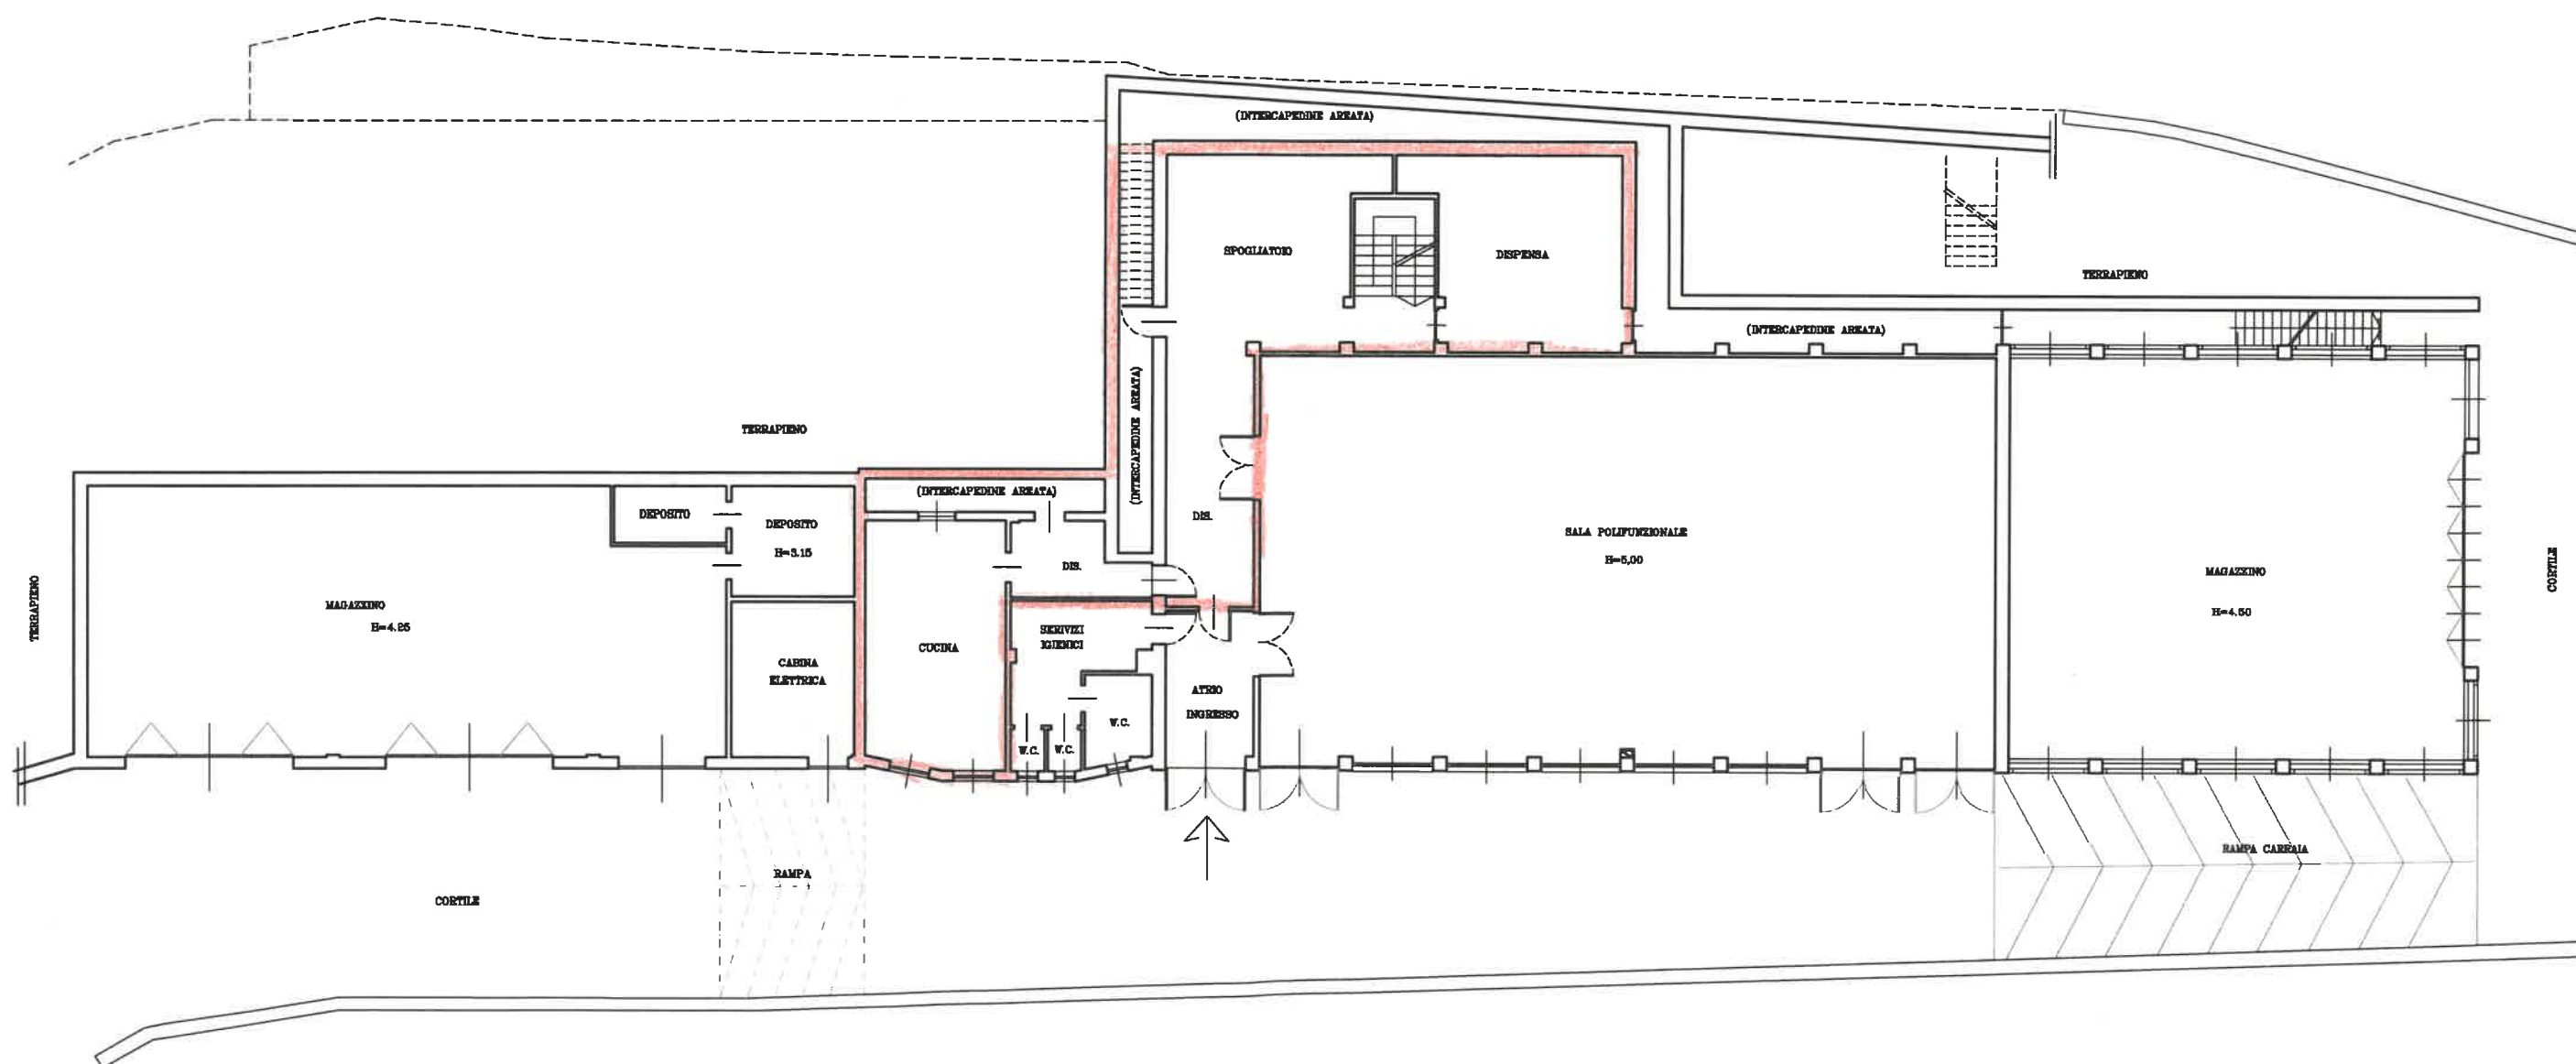 (INTERCAPEDINE AREATA)
SPOGLIATOIO
DISPENSA
TERRAPIENO
(INTERCAPEDINE AREATA)
(INTERCAPEDINE AREATA)
TERRAPIENO
(INTERCAPEDINE AREATA)
DEPOSITO
DEPOSITO
H=3.15
DIS.
DIS.
SALA POLIFUNZIONALE
H=5,00
MAGAZZINO
H=4.50
CORTILE
TERRAPIENO
MAGAZZINO
H=4.25
CUCINA
SERIVIZI
IGIENICI
CABINA
ELETTRICA
ATRIO
INGRESSO
W.C.
W.C.
W.C.
RAMPA
RAMPA CARRAIA
CORTILE